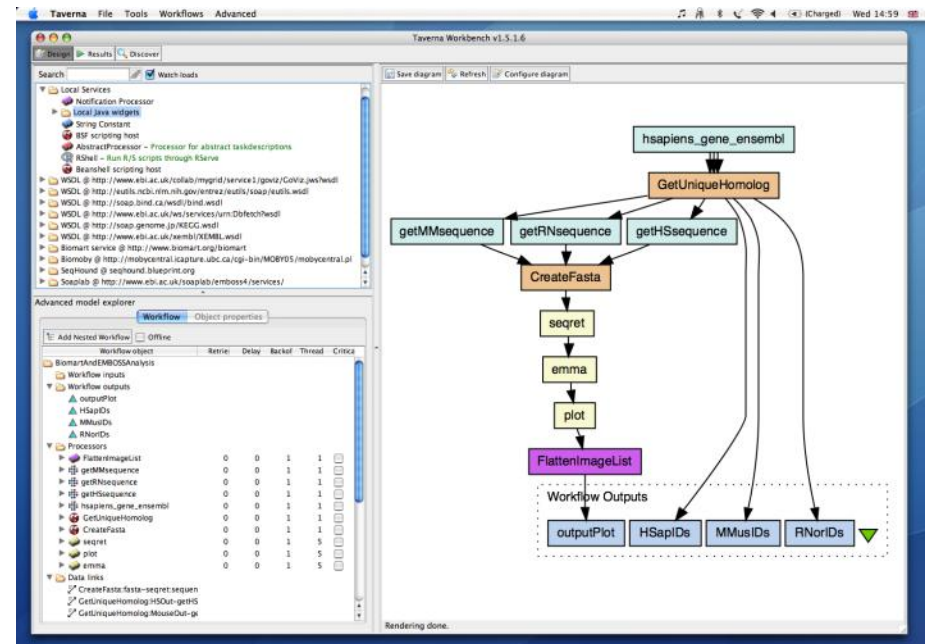 Taverna File Tools Workflows Advanced (Charged) Wed 14:59
Taverna Workbench v1.5.1.6
Design Results Discover
Search Watch loads
Local Services
Notification Processor
Local Java widgets
String Constant
BSF scripting host
AbstractProcessor - Processor for abstract taskdescriptions
RShell - Run R/S scripts through RServe
Beanshell scripting host
WSDL @ http://www.ebi.ac.uk/collab/mygrid/service1/goviz/GoViz.jws?wsdl
WSDL @ http://eutils.ncbi.nlm.nih.gov/entrez/eutils/soap/eutils.wsdl
WSDL @ http://soap.bind.ca/wsdl/bind.wsdl
WSDL @ http://www.ebi.ac.uk/ws/services/urn:Dbfetch?wsdl
WSDL @ http://soap.genome.jp/KEGG.wsdl
WSDL @ http://www.ebi.ac.uk/xembl/XEMBL.wsdl
Biomart service @ http://www.biomart.org/biomart
Biomoby @ http://mobycentral.icapture.ubc.ca/cgi-bin/MOBY05/mobycentral.pl
SeqHound @ seqhound.blueprint.org
Soaplab @ http://www.ebi.ac.uk/soaplab/emboss4/services/
Advanced model explorer
Workflow Object properties
Add Nested Workflow Offline
Workflow object Retrie Delay Backof Thread Critica
BiomartAndEMBOSSAnalysis
Workflow inputs
Workflow outputs
outputPlot
HSapIDs
MMusIDs
RNorIDs
Processors
FlattenImageList 0 0 1 1
getMMsequence 0 0 1 1
getRNsequence 0 0 1 1
getHSsequence 0 0 1 1
hsapiens_gene_ensembl 0 0 1 1
GetUniqueHomolog 0 0 1 1
CreateFasta 0 0 1 1
seqret 0 0 1 5
plot 0 0 1 5
emma 0 0 1 5
Data links
CreateFasta:fasta-seqret:sequen
GetUniqueHomolog:HSOut-getHS
GetUniqueHomolog:MouseOut-ge
Save diagram Refresh Configure diagram
hsapiens_gene_ensembl
GetUniqueHomolog
getMMsequence getRNsequence getHSsequence
CreateFasta
seqret
emma
plot
FlattenImageList
Workflow Outputs
outputPlot HSapIDs MMusIDs RNorIDs
Rendering done.